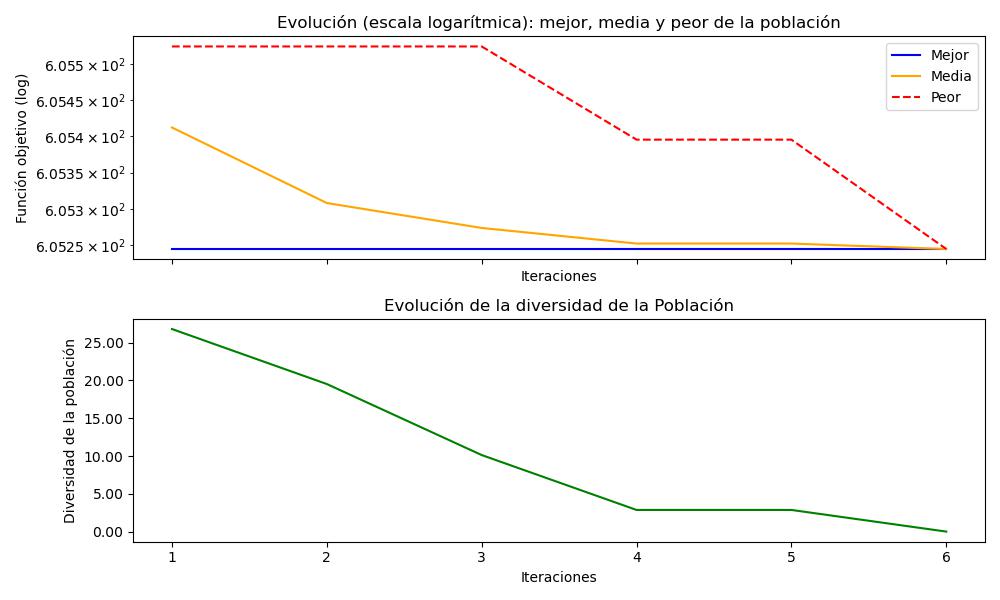 Evolución (escala logarítmica): mejor, media y peor de la población
Función objetivo (log)
6.055 × 10²
6.0545 × 10²
6.054 × 10²
6.0535 × 10²
6.053 × 10²
6.0525 × 10²
Mejor
Media
Peor
Iteraciones
Evolución de la diversidad de la Población
Diversidad de la población
25.00
20.00
15.00
10.00
5.00
0.00
1 2 3 4 5 6
Iteraciones